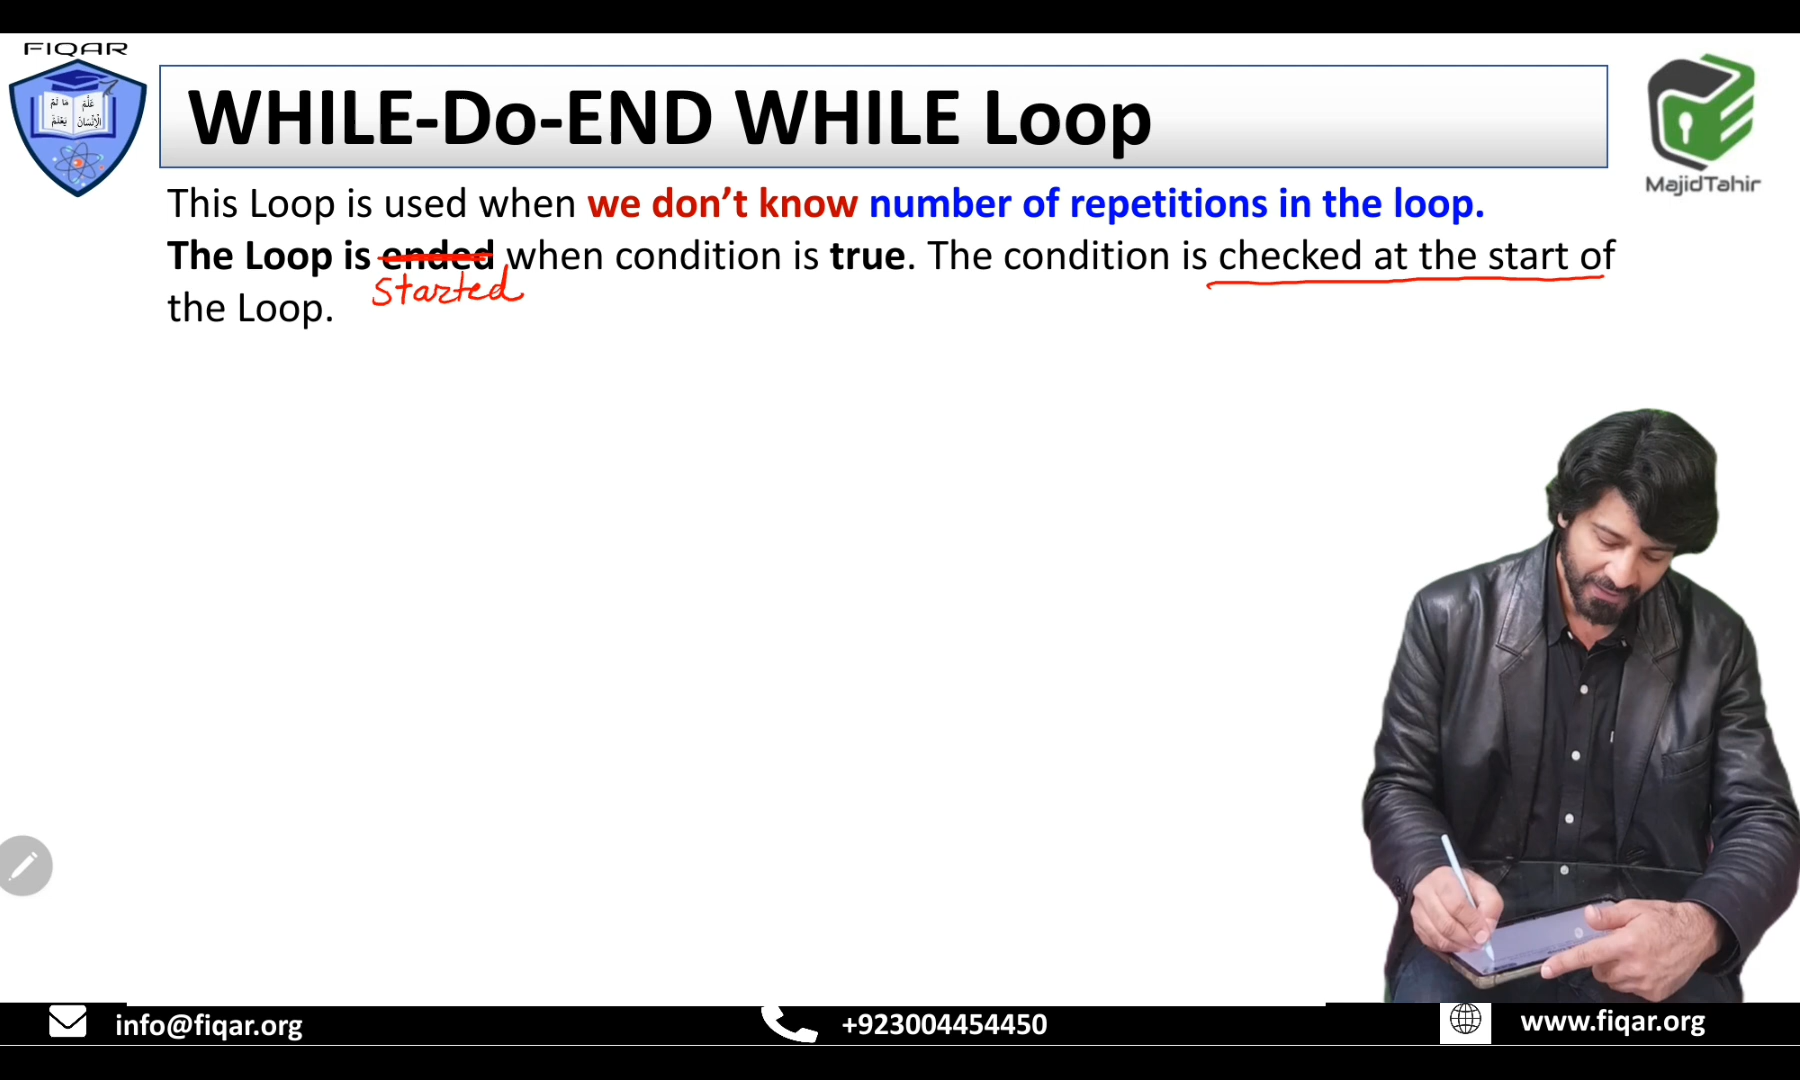 FIQAR
عَلَّمَ
مَا لَمْ
الْإِنْسَانَ
يَعْلَمْ
WHILE-Do-END WHILE Loop
MajidTahir
This Loop is used when we don’t know number of repetitions in the loop.
The Loop is ended when condition is true. The condition is checked at the start of
Started
the Loop.
info@fiqar.org
+923004454450
www.fiqar.org